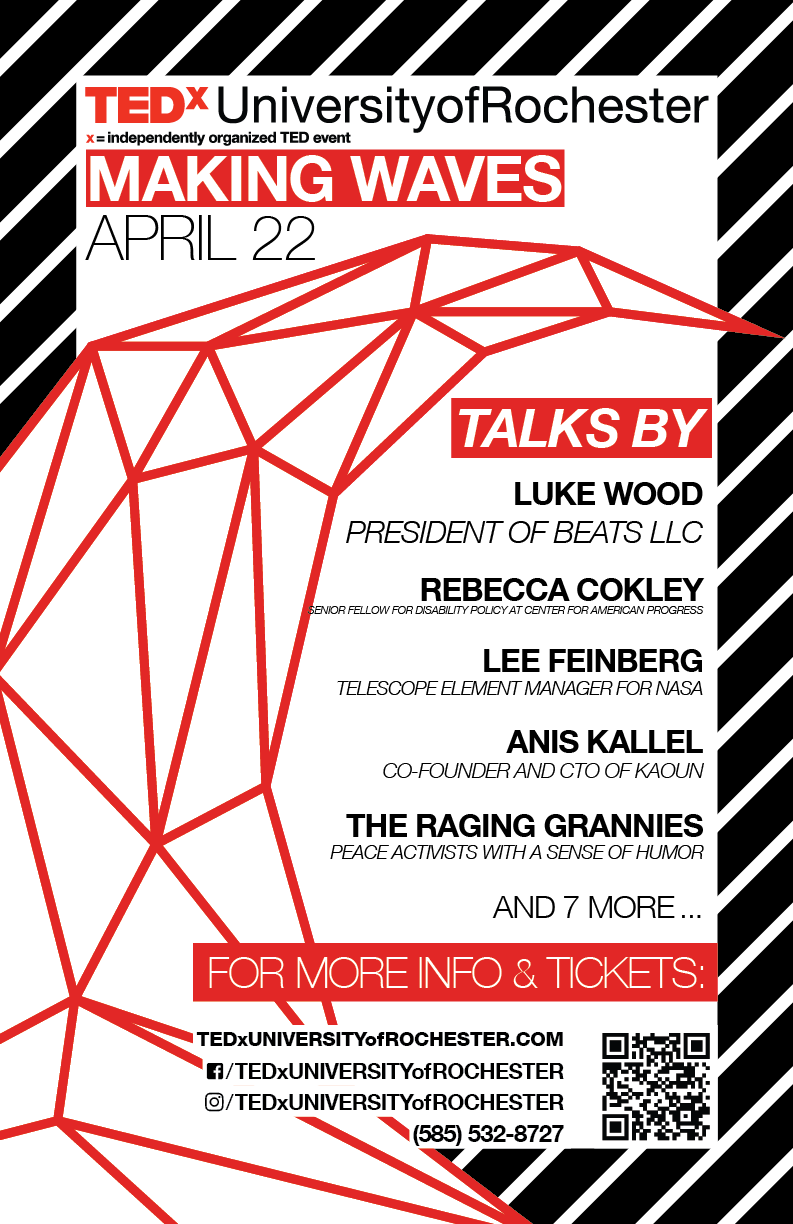 TEDx UniversityofRochester
x = independently organized TED event
MAKING WAVES
APRIL 22
TALKS BY
LUKE WOOD
PRESIDENT OF BEATS LLC
REBECCA COKLEY
SENIOR FELLOW FOR DISABILITY POLICY AT CENTER FOR AMERICAN PROGRESS
LEE FEINBERG
TELESCOPE ELEMENT MANAGER FOR NASA
ANIS KALLEL
CO-FOUNDER AND CTO OF KAOUN
THE RAGING GRANNIES
PEACE ACTIVISTS WITH A SENSE OF HUMOR
AND 7 MORE ...
FOR MORE INFO & TICKETS:
TEDxUNIVERSITYofROCHESTER.COM
/TEDxUNIVERSITYofROCHESTER
/TEDxUNIVERSITYofROCHESTER
(585) 532-8727